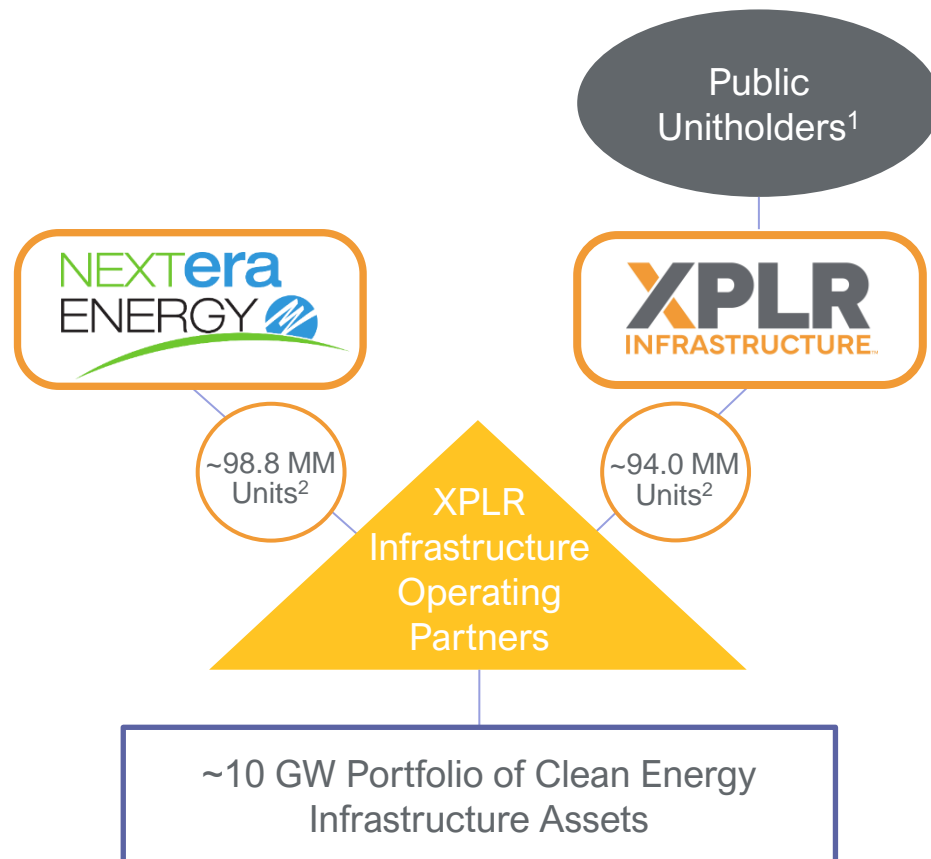 Public
Unitholders¹
NEXTera
ENERGY
XPLR
INFRASTRUCTURE™
~98.8 MM
Units²
~94.0 MM
Units²
XPLR
Infrastructure
Operating
Partners
~10 GW Portfolio of Clean Energy
Infrastructure Assets